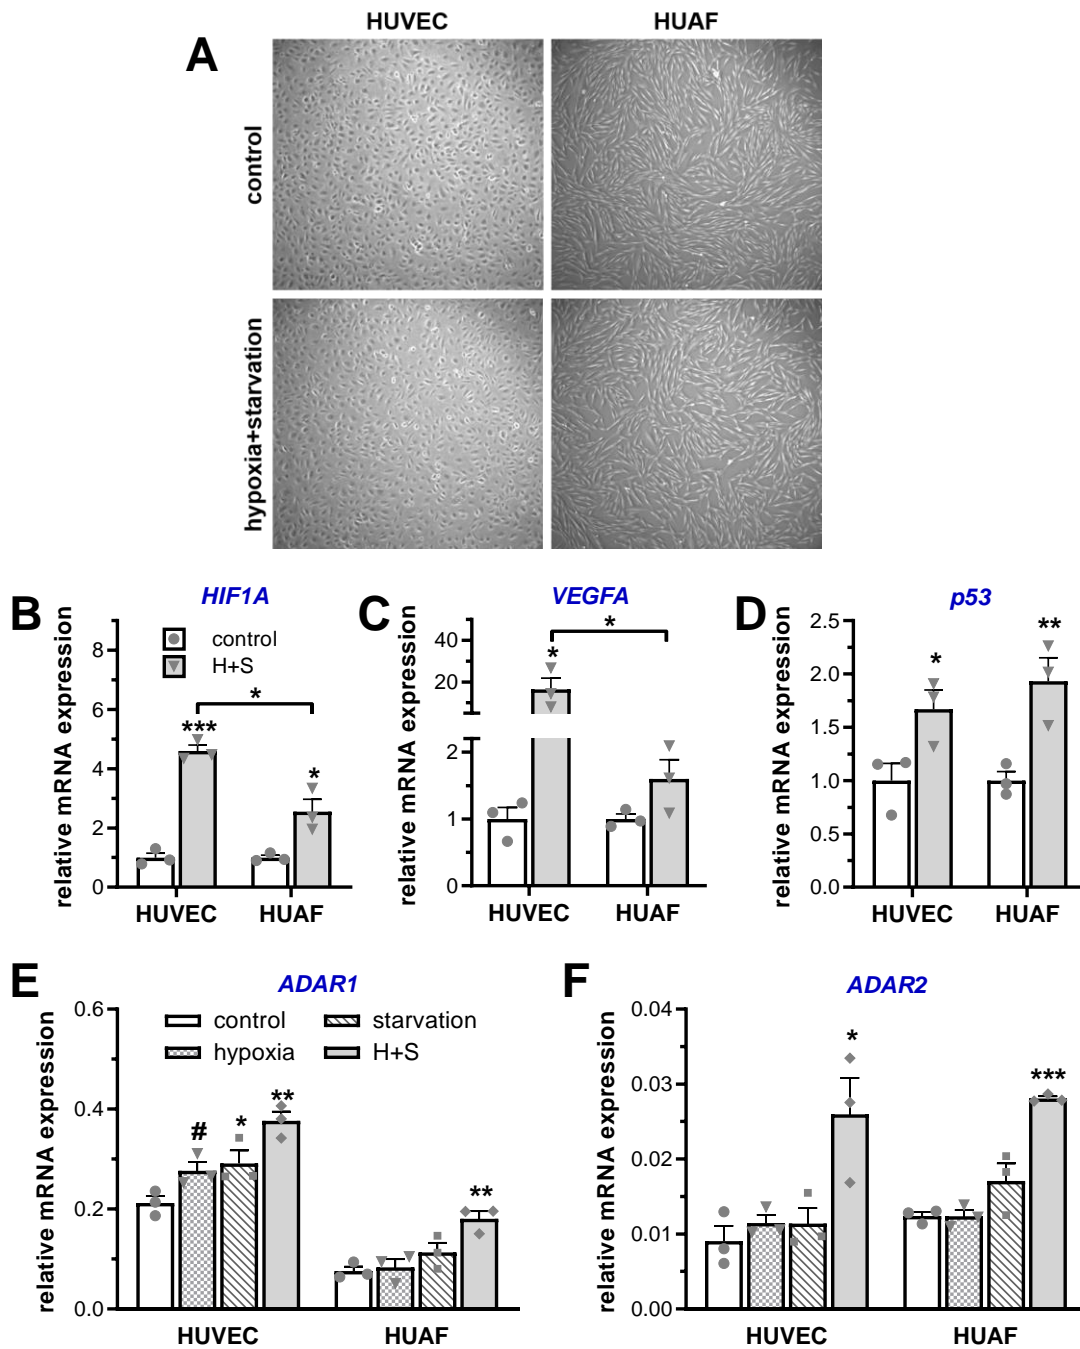 HUVEC HUAF
A
control
hypoxia+starvation
B HIF1A
relative mRNA expression
control
H+S
8
6
4
2
0
***
*
*
HUVEC HUAF
C VEGFA
relative mRNA expression
40
20
2
1
0
*
*
HUVEC HUAF
D p53
relative mRNA expression
2.5
2.0
1.5
1.0
0.5
0.0
*
**
HUVEC HUAF
E ADAR1
relative mRNA expression
control starvation
hypoxia H+S
0.6
0.4
0.2
0.0
#
*
**
**
HUVEC HUAF
F ADAR2
relative mRNA expression
0.04
0.03
0.02
0.01
0.00
*
***
HUVEC HUAF